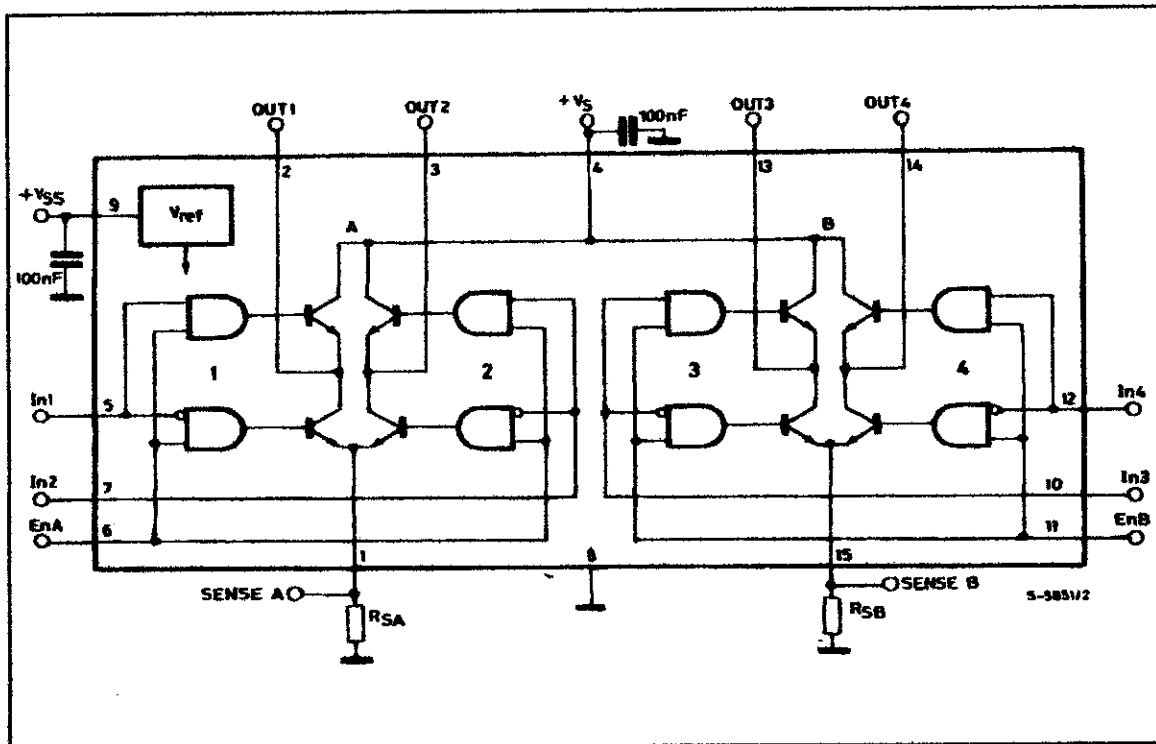 OUT1 OUT2 +VS 100nF OUT3 OUT4
2 3 4 13 14
+VSS 9 Vref
A B
100nF
1 2 3 4
In1 5 12 In4
In2 7 10 In3
EnA 6 11 EnB
1 8 15
SENSE A SENSE B S-5851/2
RSA RSB